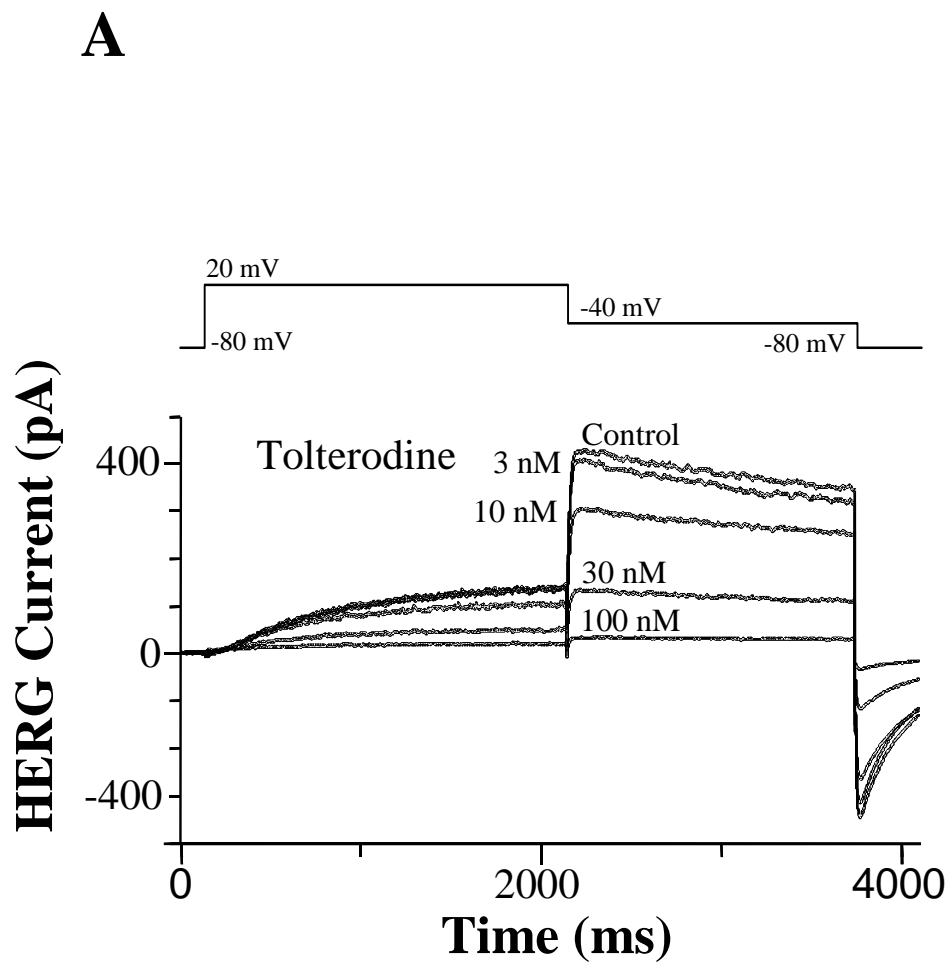 A
20 mV
-40 mV
-80 mV
-80 mV
HERG Current (pA)
400
0
-400
Tolterodine
Control
3 nM
10 nM
30 nM
100 nM
0
2000
4000
Time (ms)